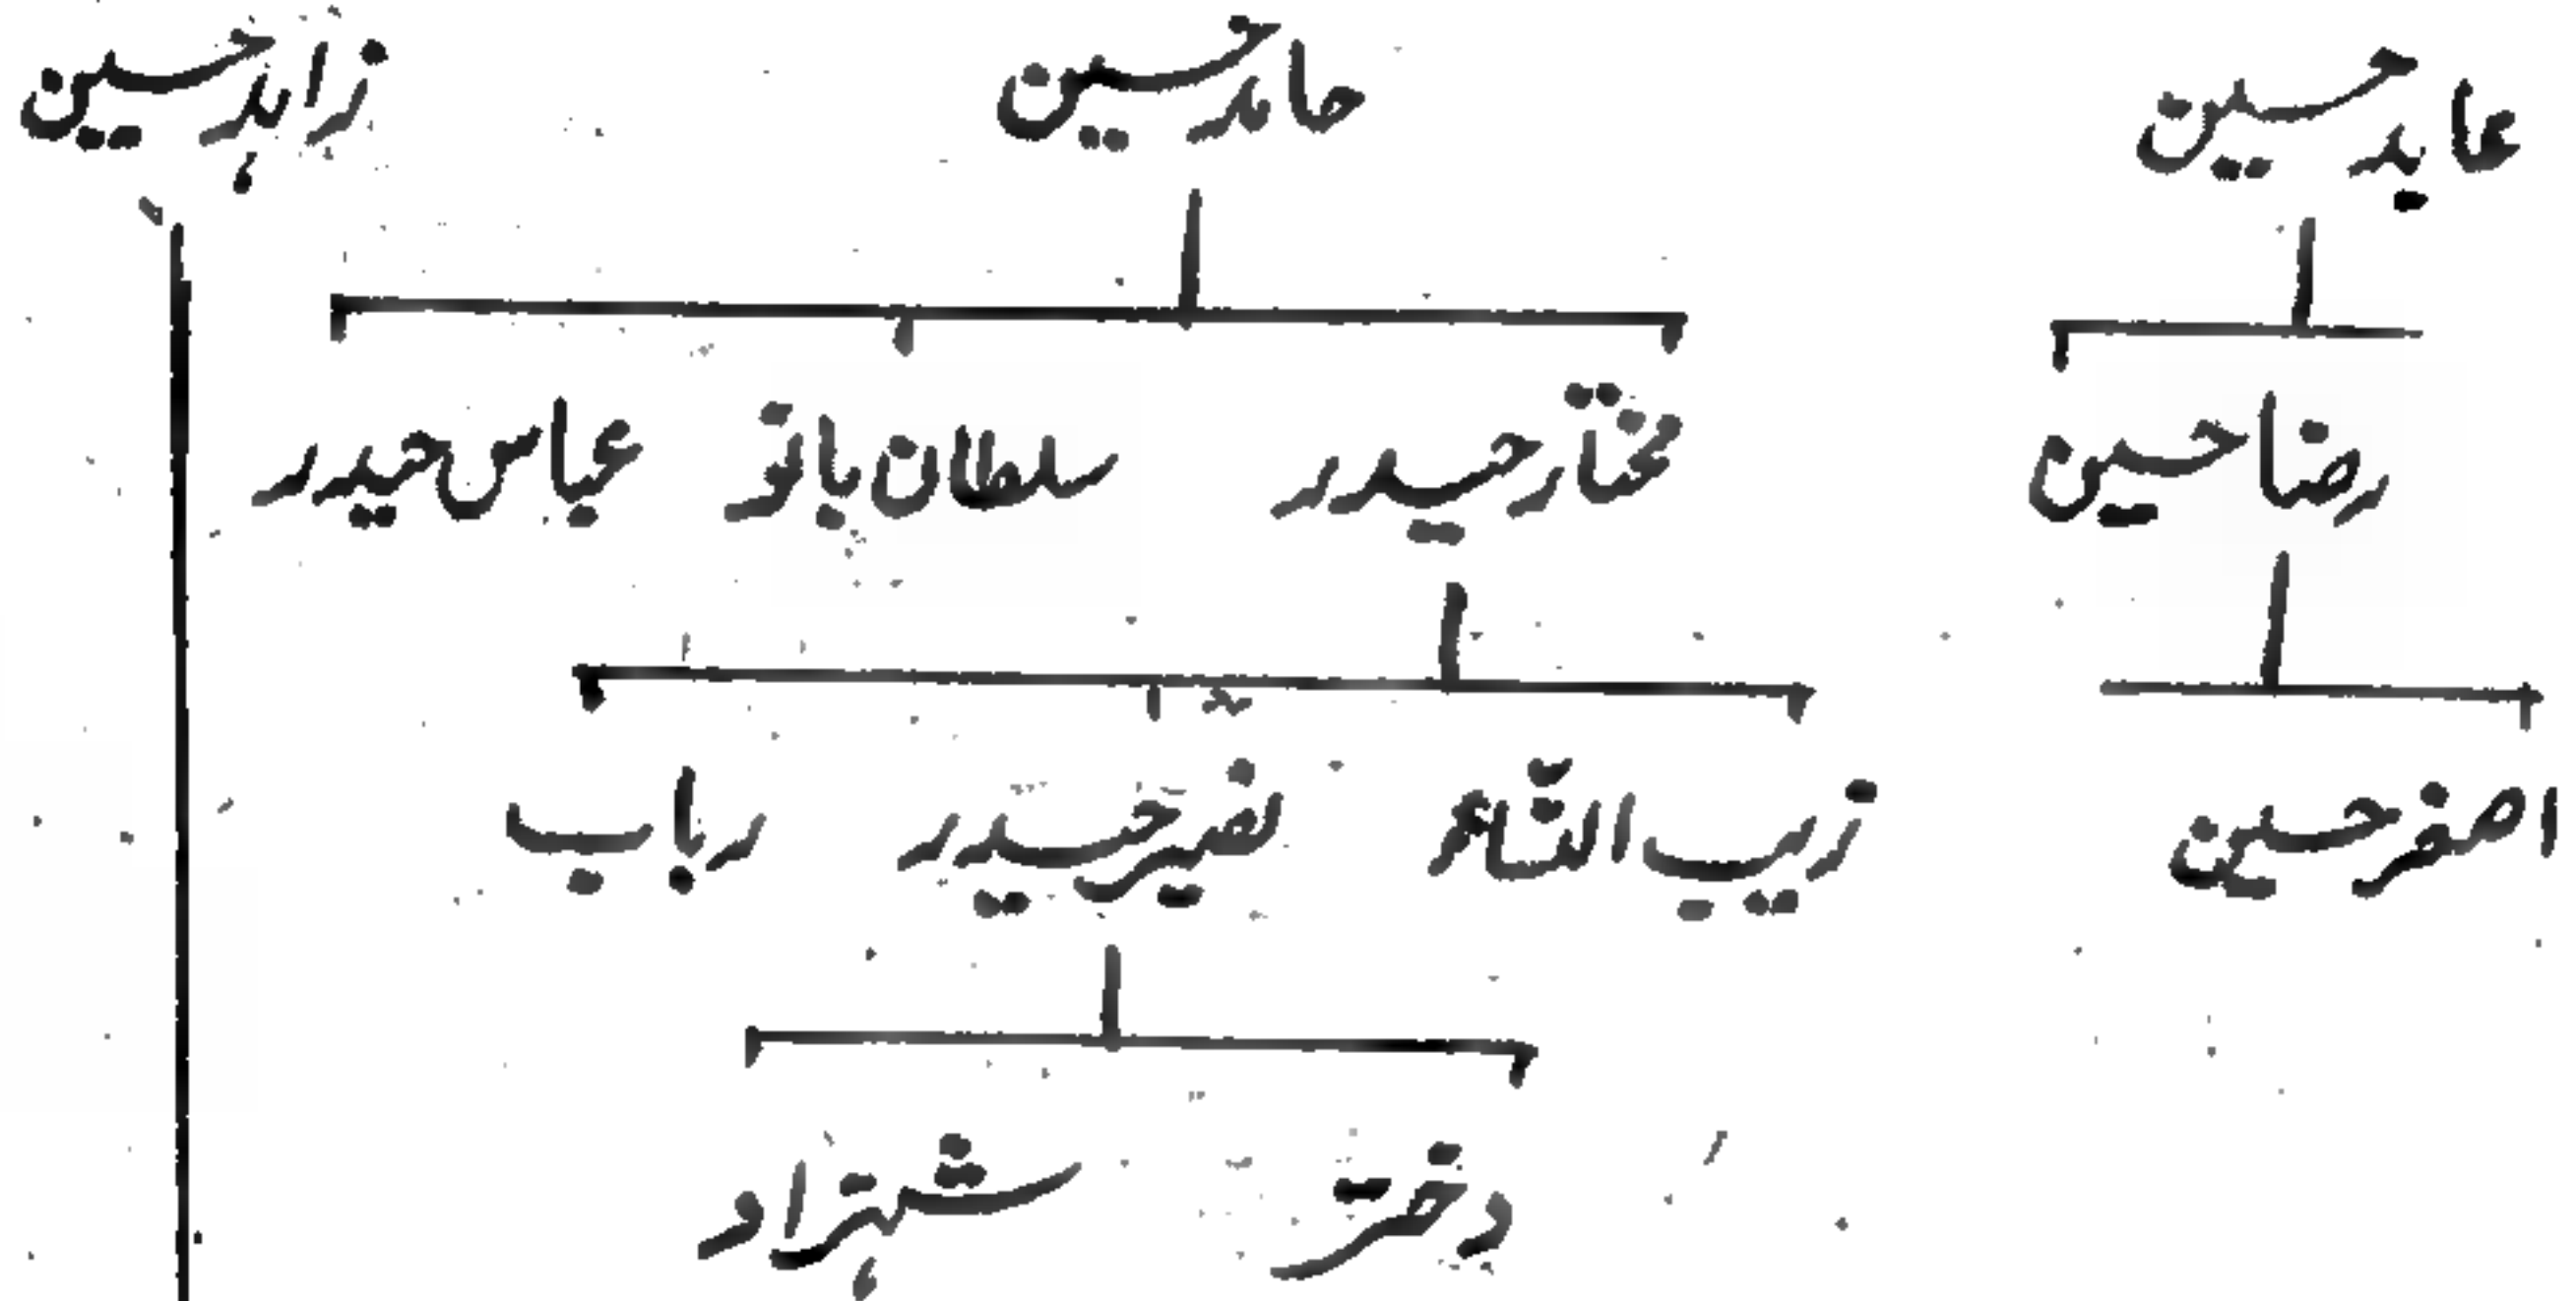 عابد حسین حامد حسین زاہد حسین
رضا حسین مختار حیدر سلطان بانو عباس حیدر
اصغر حسین زیب النساء نصیر حیدر رباب
دختر شہزاد